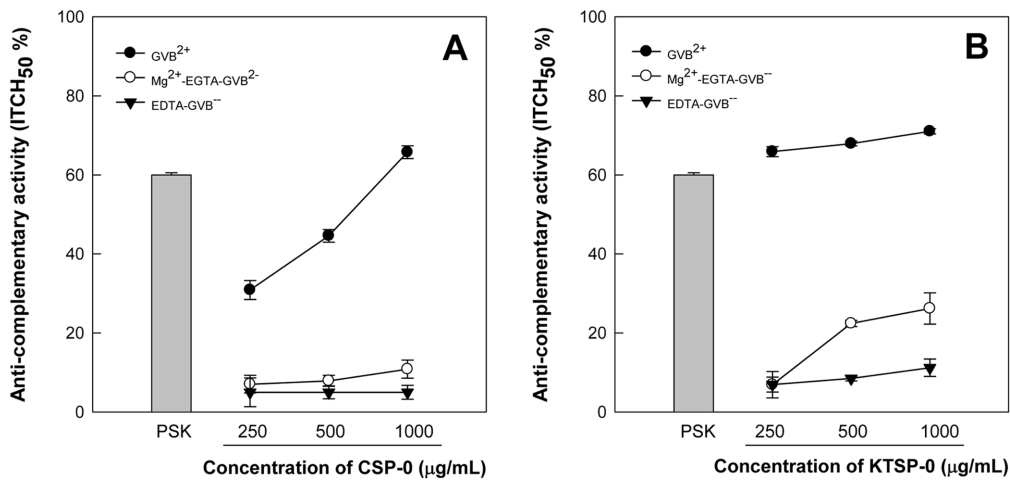 Anti-complementary activity (ITCH50 %)
100
80
60
40
20
0
GVB2+
Mg2+-EGTA-GVB2-
EDTA-GVB--
A
PSK
250
500
1000
Concentration of CSP-0 (μg/mL)
Anti-complementary activity (ITCH50 %)
100
80
60
40
20
0
GVB2+
Mg2+-EGTA-GVB--
EDTA-GVB--
B
PSK
250
500
1000
Concentration of KTSP-0 (μg/mL)